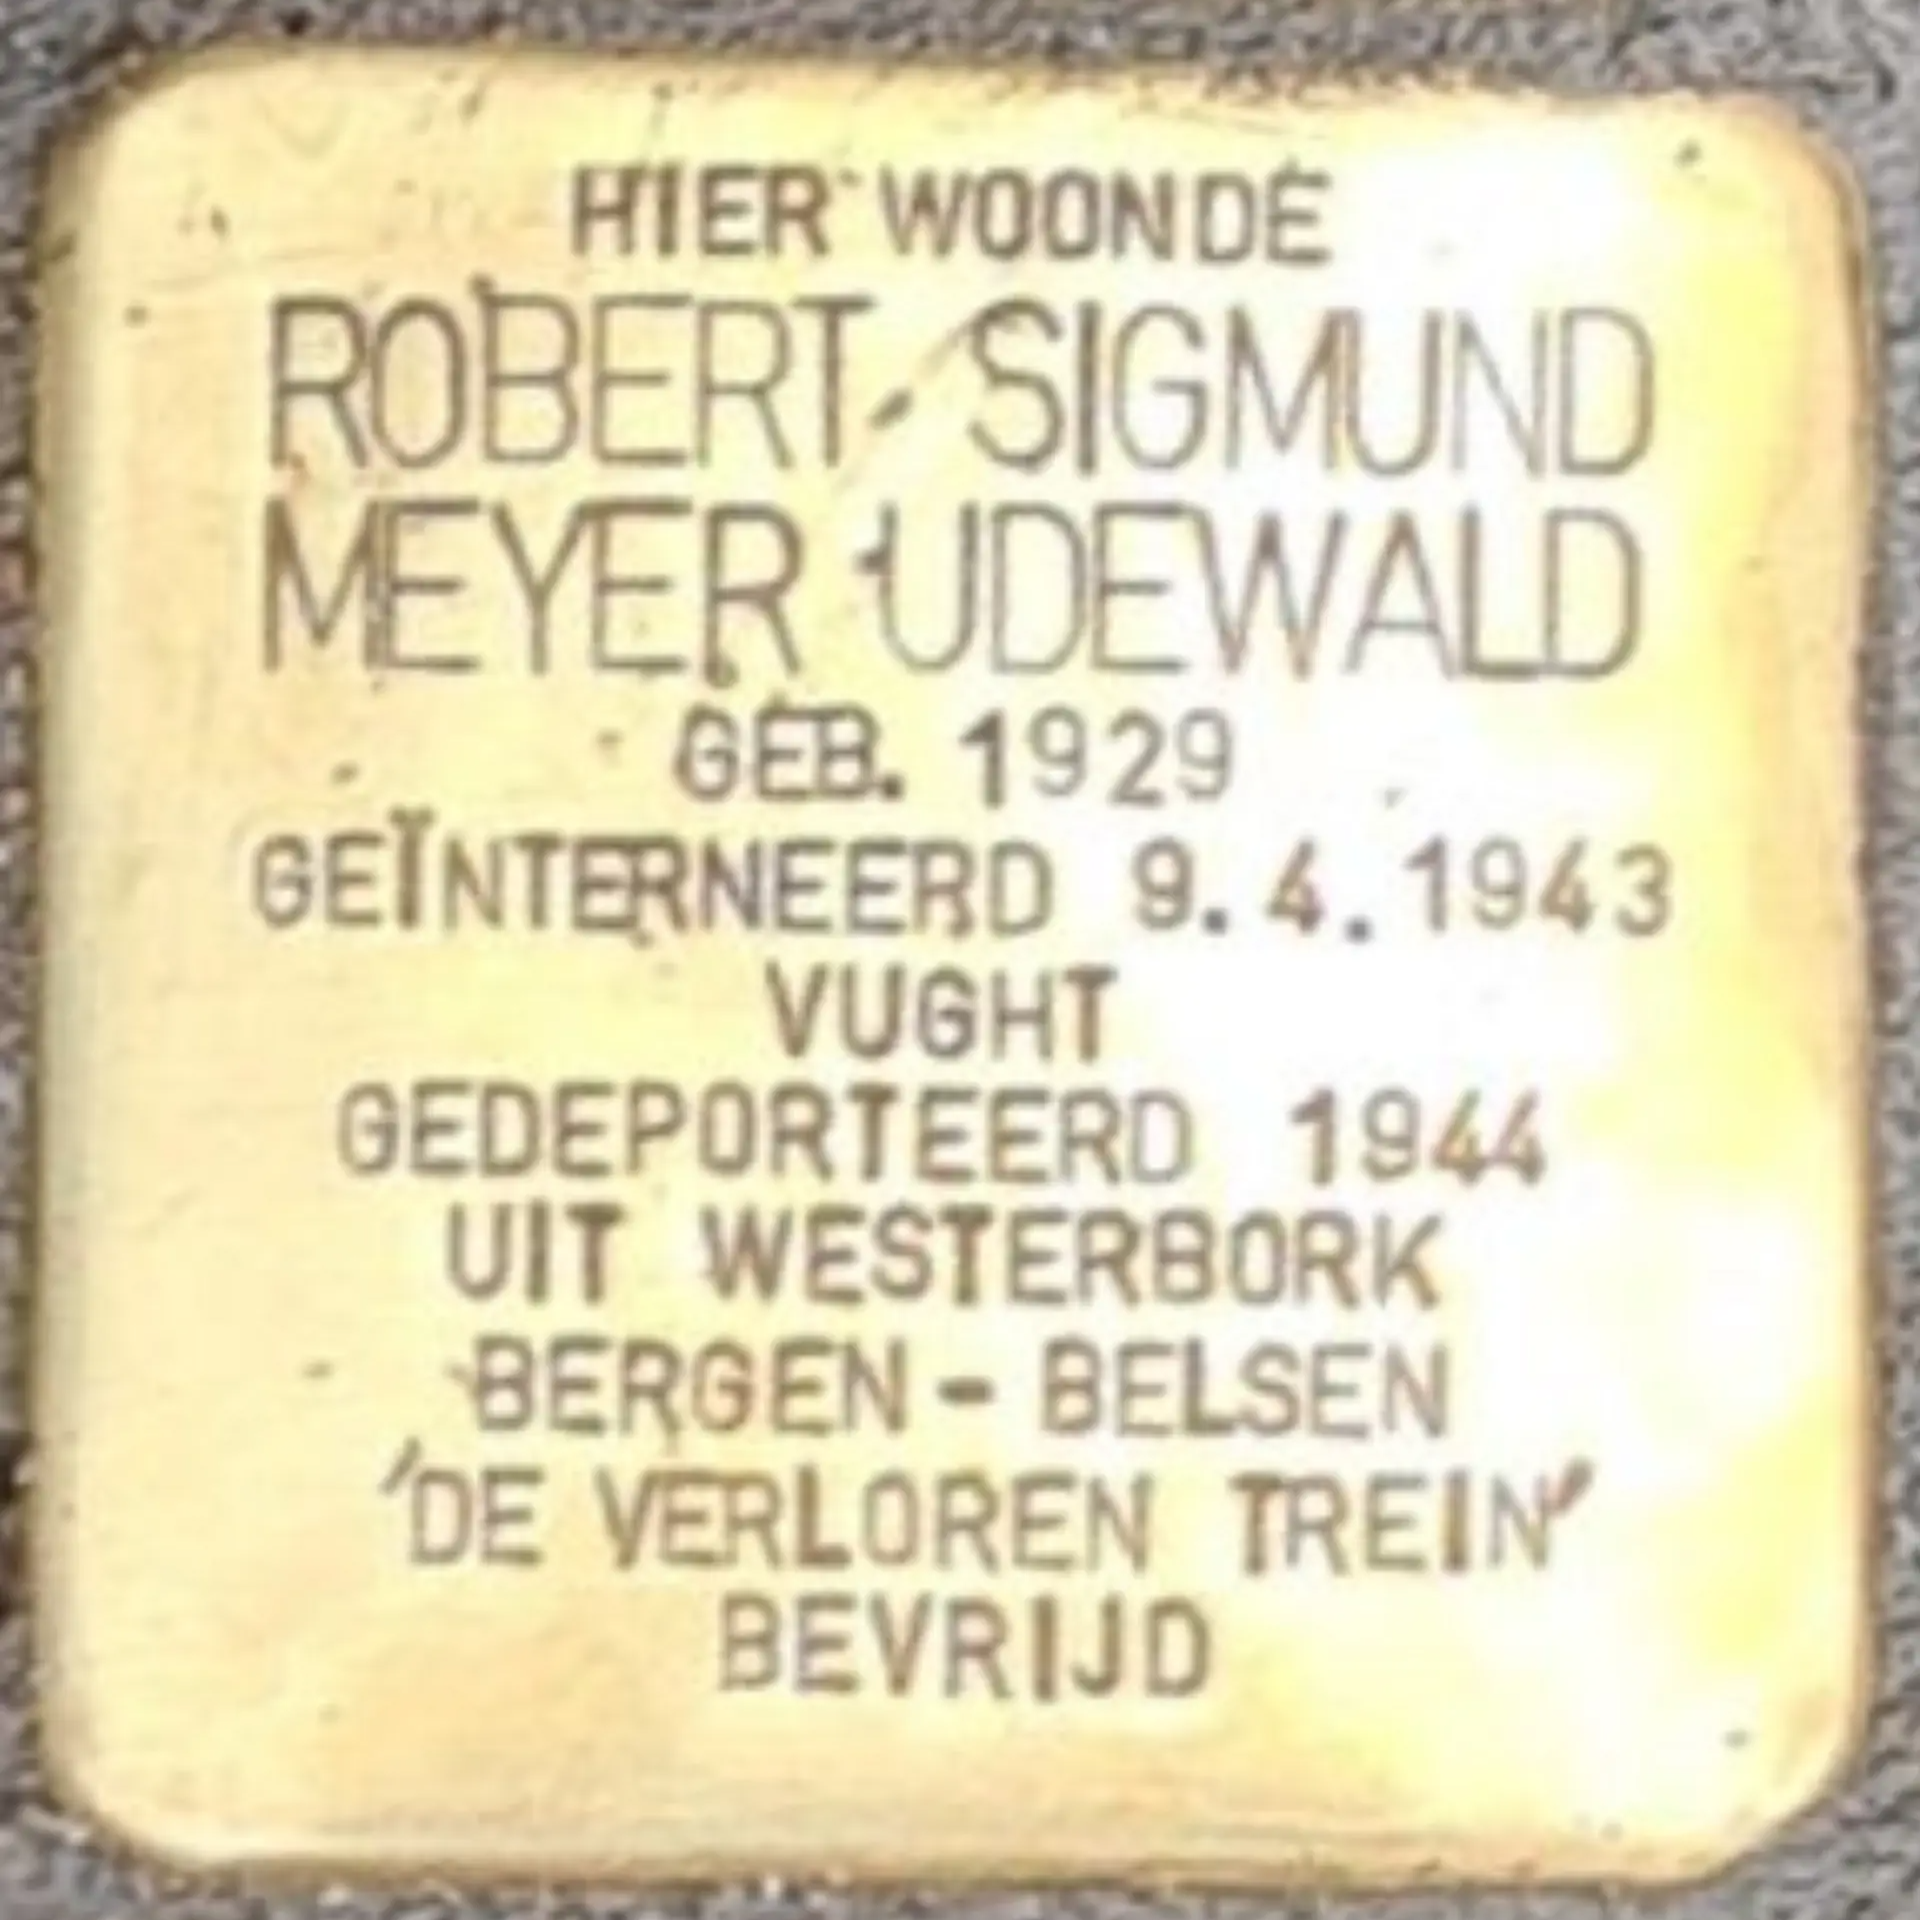 HIER WOONDE
ROBERT SIGMUND
MEYER UDEWALD
GEB. 1929
GEÏNTERNEERD 9.4.1943
VUGHT
GEDEPORTEERD 1944
UIT WESTERBORK
BERGEN - BELSEN
'DE VERLOREN TREIN'
BEVRIJD